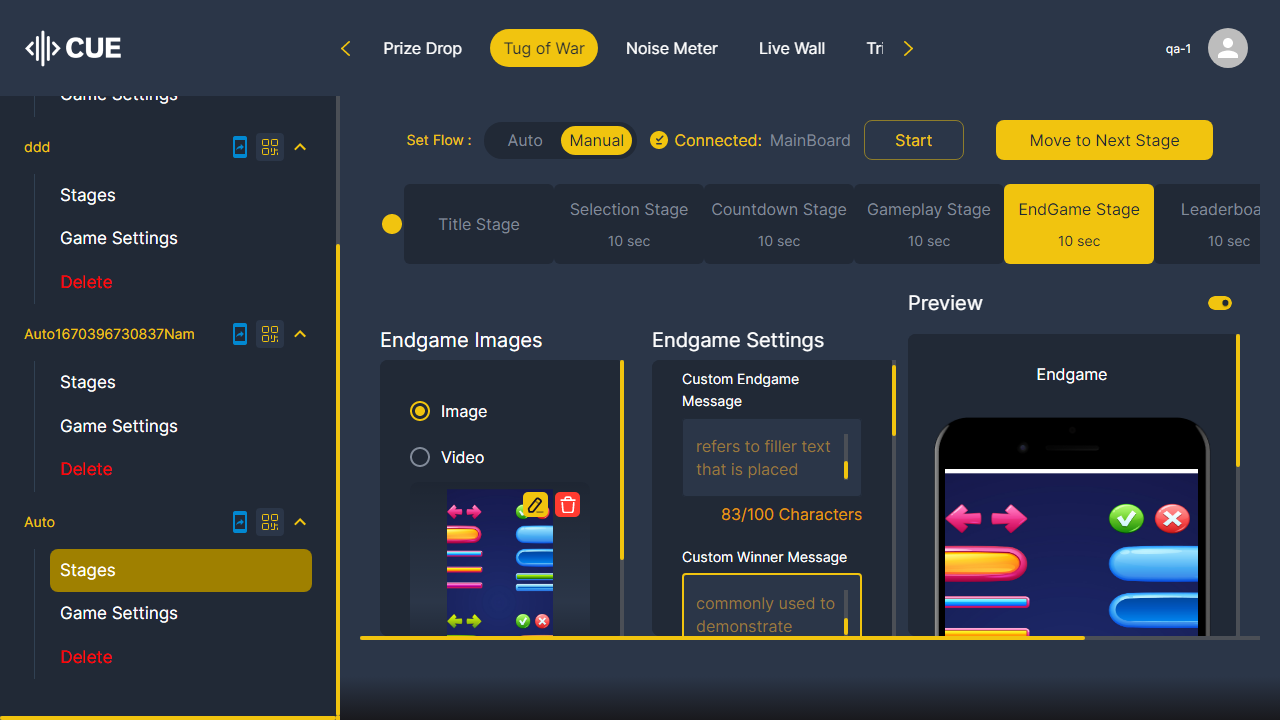 CUE
Prize Drop
Tug of War
Noise Meter
Live Wall
qa-1
Game Settings
ddd
Stages
Game Settings
Delete
Auto1670396730837Nam
Stages
Game Settings
Delete
Auto
Stages
Game Settings
Delete
Set Flow :
Auto
Manual
Connected: MainBoard
Start
Move to Next Stage
Title Stage
Selection Stage
10 sec
Countdown Stage
10 sec
Gameplay Stage
10 sec
EndGame Stage
10 sec
10 sec
Endgame Images
Image
Video
Endgame Settings
Custom Endgame
Message
refers to filler text
that is placed
83/100 Characters
Custom Winner Message
commonly used to
demonstrate
Preview
Endgame